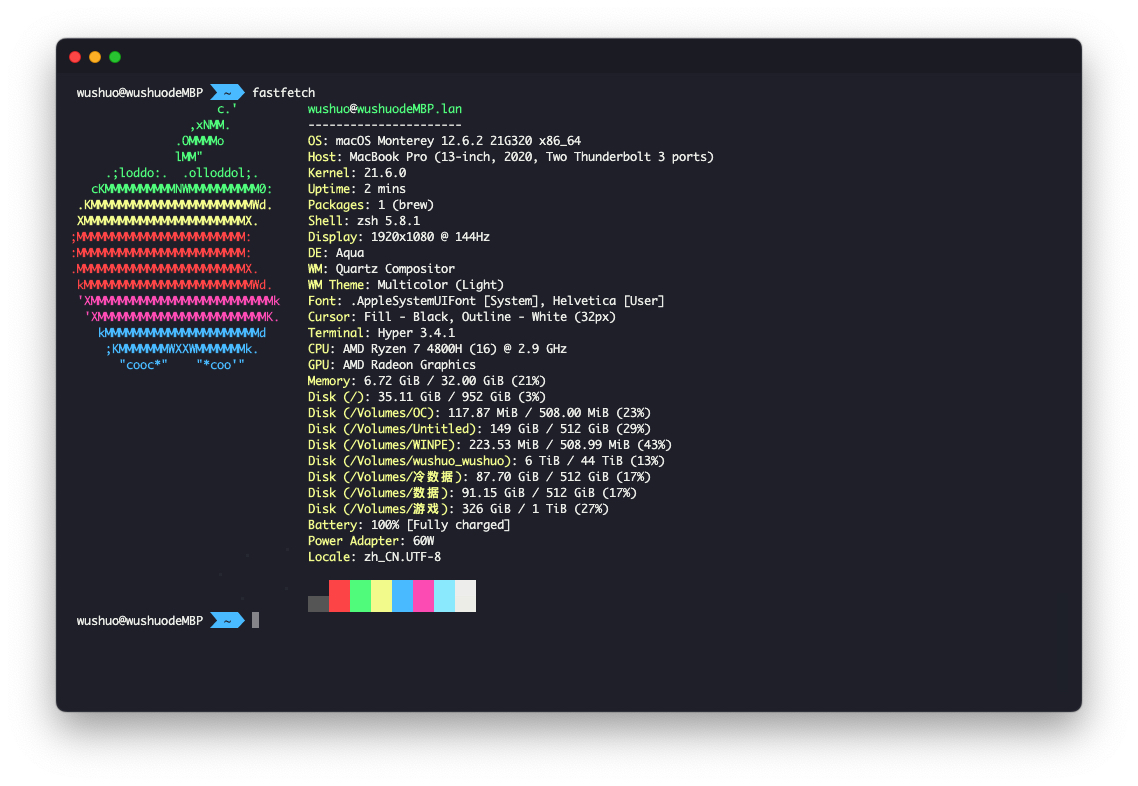 wushuo@wushuodeMBP ~ fastfetch
c.' wushuo@wushuodeMBP.lan
,xNMM. ----------------------
.OMMMMo OS: macOS Monterey 12.6.2 21G320 x86_64
lMM" Host: MacBook Pro (13-inch, 2020, Two Thunderbolt 3 ports)
.;loddo:. .olloddol;. Kernel: 21.6.0
cKMMMMMMMMMMNWMMMMMMMMMM0: Uptime: 2 mins
.KMMMMMMMMMMMMMMMMMMMMMMMWd. Packages: 1 (brew)
XMMMMMMMMMMMMMMMMMMMMMMMX. Shell: zsh 5.8.1
;MMMMMMMMMMMMMMMMMMMMMMMM: Display: 1920x1080 @ 144Hz
:MMMMMMMMMMMMMMMMMMMMMMMM: DE: Aqua
.MMMMMMMMMMMMMMMMMMMMMMMMX. WM: Quartz Compositor
kMMMMMMMMMMMMMMMMMMMMMMMMWd. WM Theme: Multicolor (Light)
'XMMMMMMMMMMMMMMMMMMMMMMMMMMk Font: .AppleSystemUIFont [System], Helvetica [User]
'XMMMMMMMMMMMMMMMMMMMMMMMMK. Cursor: Fill - Black, Outline - White (32px)
kMMMMMMMMMMMMMMMMMMMMMMd Terminal: Hyper 3.4.1
;KMMMMMMMWXXWMMMMMMMk. CPU: AMD Ryzen 7 4800H (16) @ 2.9 GHz
"cooc*" "*coo'" GPU: AMD Radeon Graphics
Memory: 6.72 GiB / 32.00 GiB (21%)
Disk (/): 35.11 GiB / 952 GiB (3%)
Disk (/Volumes/OC): 117.87 MiB / 508.00 MiB (23%)
Disk (/Volumes/Untitled): 149 GiB / 512 GiB (29%)
Disk (/Volumes/WINPE): 223.53 MiB / 508.99 MiB (43%)
Disk (/Volumes/wushuo_wushuo): 6 TiB / 44 TiB (13%)
Disk (/Volumes/冷数据): 87.70 GiB / 512 GiB (17%)
Disk (/Volumes/数据): 91.15 GiB / 512 GiB (17%)
Disk (/Volumes/游戏): 326 GiB / 1 TiB (27%)
Battery: 100% [Fully charged]
Power Adapter: 60W
Locale: zh_CN.UTF-8
wushuo@wushuodeMBP ~